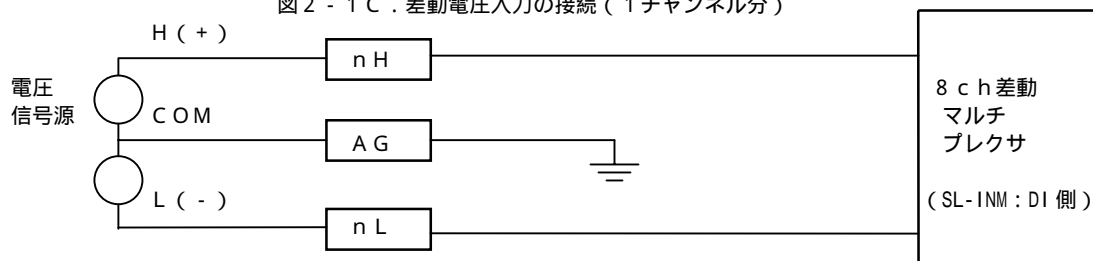 図2-1C.差動電圧入力の接続(1チャンネル分)
H(+)
nH
電圧
信号源
COM
AG
L(-)
nL
8ch差動
マルチ
プレクサ
(SL-INM:DI側)